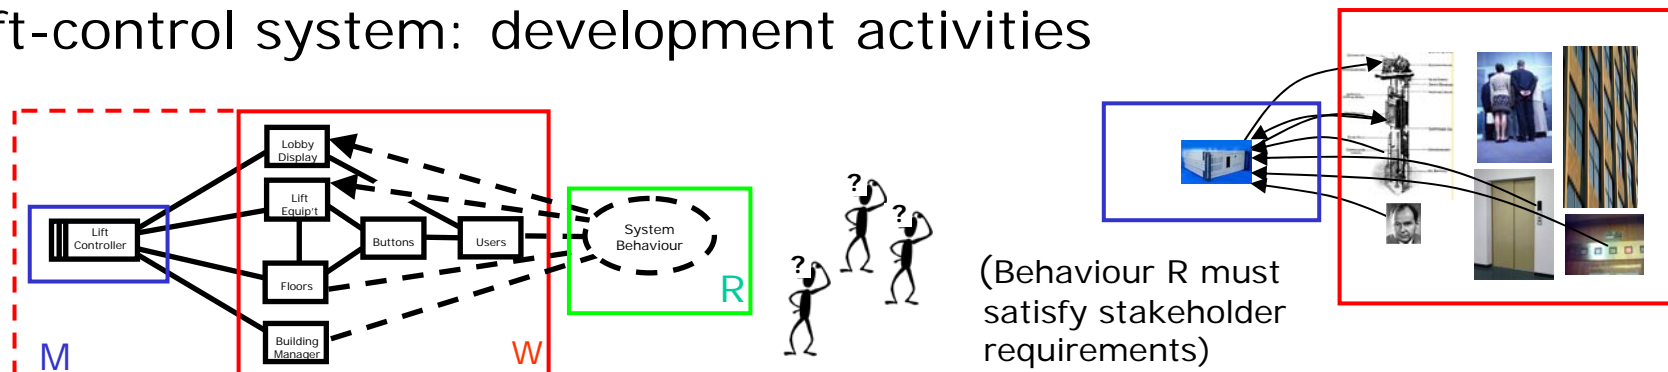 ft-control system: development activities
Lobby
Display
Lift
Equip't
Lift
Controller
Buttons
Users
Floors
Building
Manager
M
W
System
Behaviour
R
?
?
?
(Behaviour R must
satisfy stakeholder
requirements)